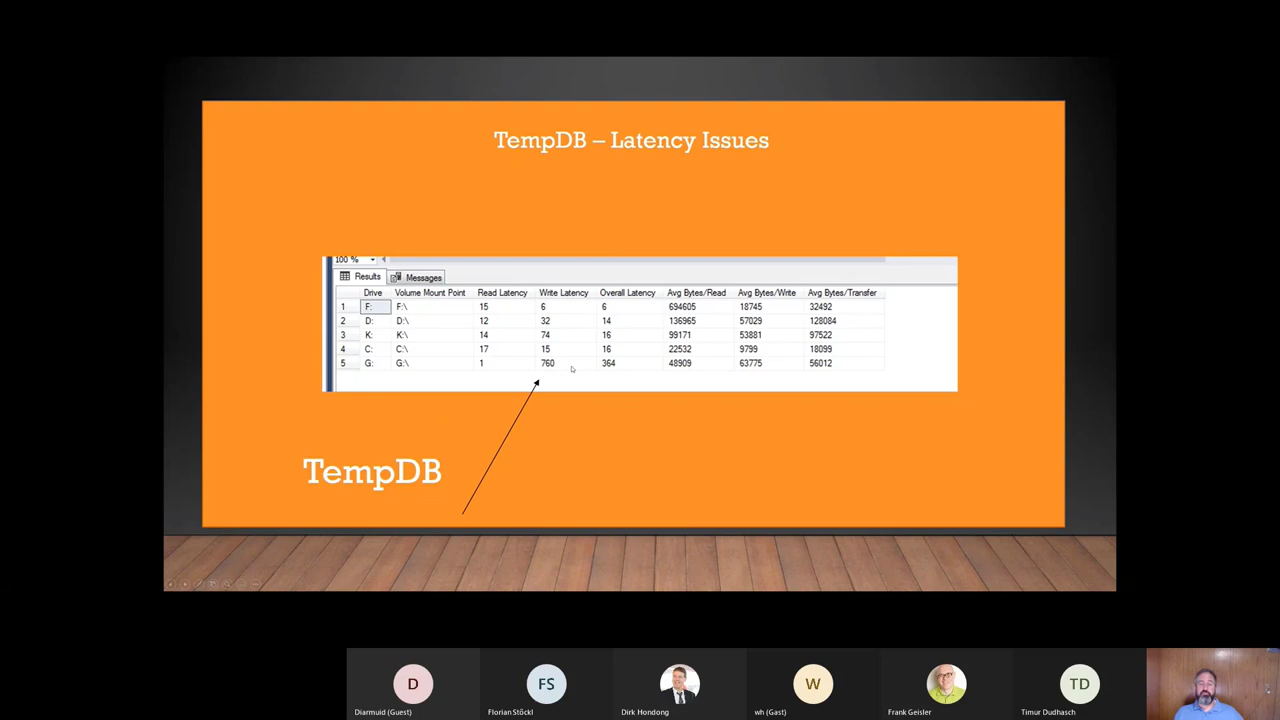 TempDB – Latency Issues
100 %
Results Messages
Drive Volume Mount Point Read Latency Write Latency Overall Latency Avg Bytes/Read Avg Bytes/Write Avg Bytes/Transfer
1 F: F:\ 15 6 6 694605 18745 32492
2 D: D:\ 12 32 14 136965 57029 128084
3 K: K:\ 14 74 16 99171 53881 97522
4 C: C:\ 17 15 16 22532 9799 18099
5 G: G:\ 1 760 364 48909 63775 56012
TempDB
D FS W TD
Diarmuid (Guest) Florian Stöckl Dirk Hondong wh (Gast) Frank Geisler Timur Dudhasch